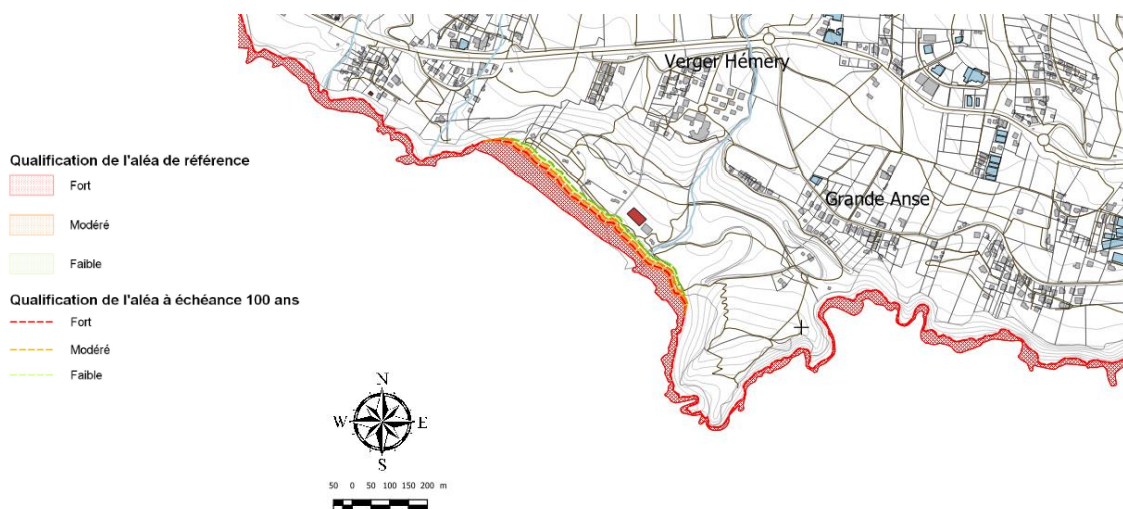 Verger Hémery
Grande Anse
Qualification de l'aléa de référence
Fort
Modéré
Faible
Qualification de l'aléa à échéance 100 ans
Fort
Modéré
Faible
N
W E
S
50 0 50 100 150 200 m